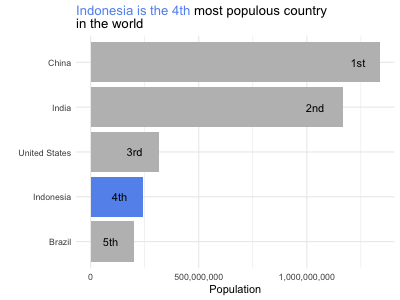 Indonesia is the 4th most populous country
in the world
China
1st
India
2nd
United States
3rd
Indonesia
4th
Brazil
5th
0
500,000,000
1,000,000,000
Population